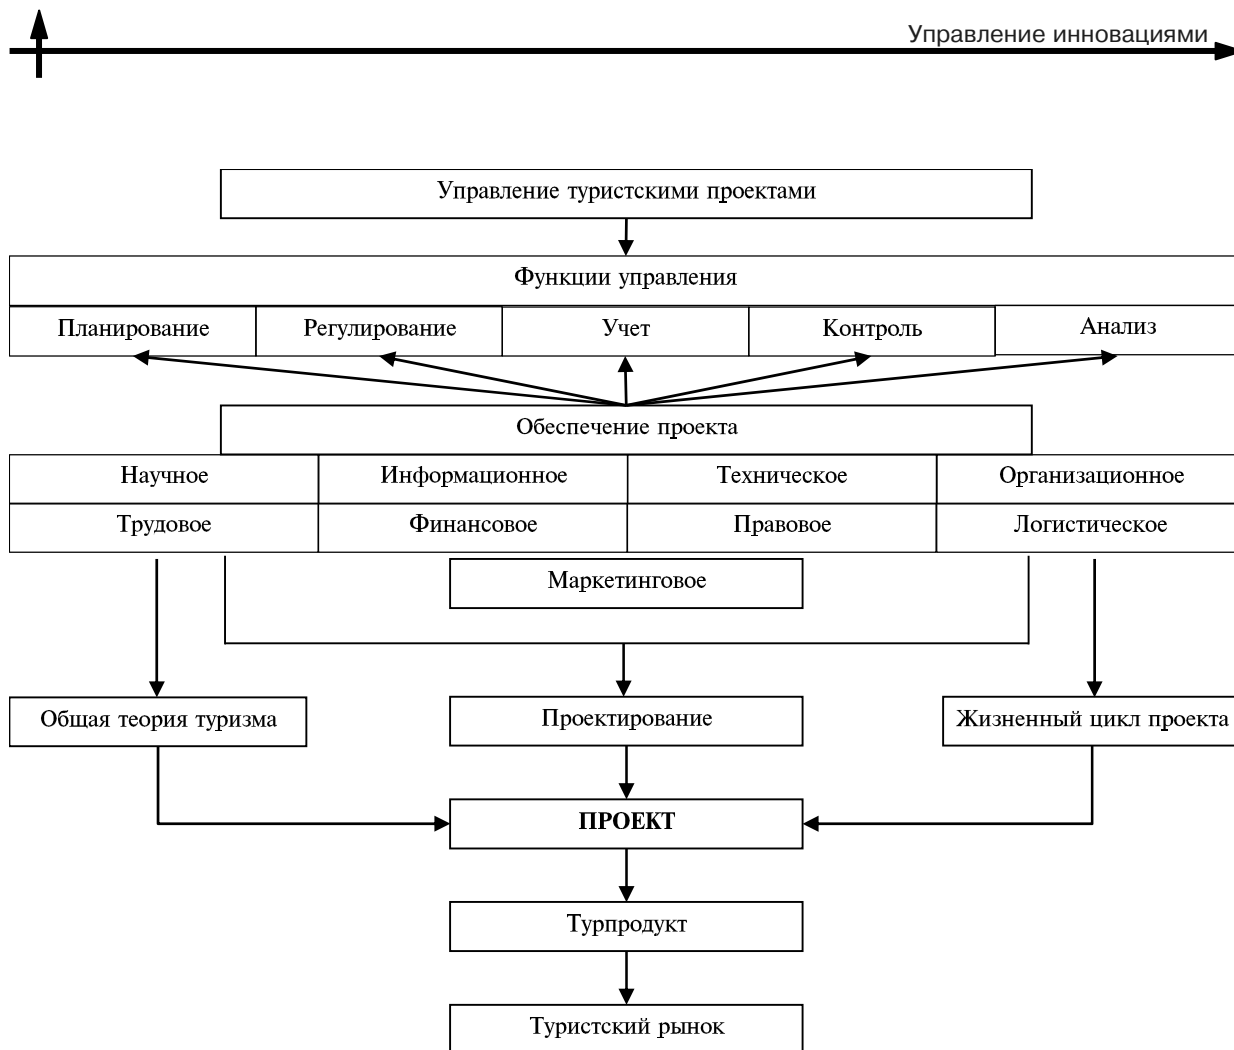 Управление инновациями
Управление туристскими проектами
Функции управления
Планирование
Регулирование
Учет
Контроль
Анализ
Обеспечение проекта
Научное
Информационное
Техническое
Организационное
Трудовое
Финансовое
Правовое
Логистическое
Маркетинговое
Общая теория туризма
Проектирование
Жизненный цикл проекта
ПРОЕКТ
Турпродукт
Туристский рынок